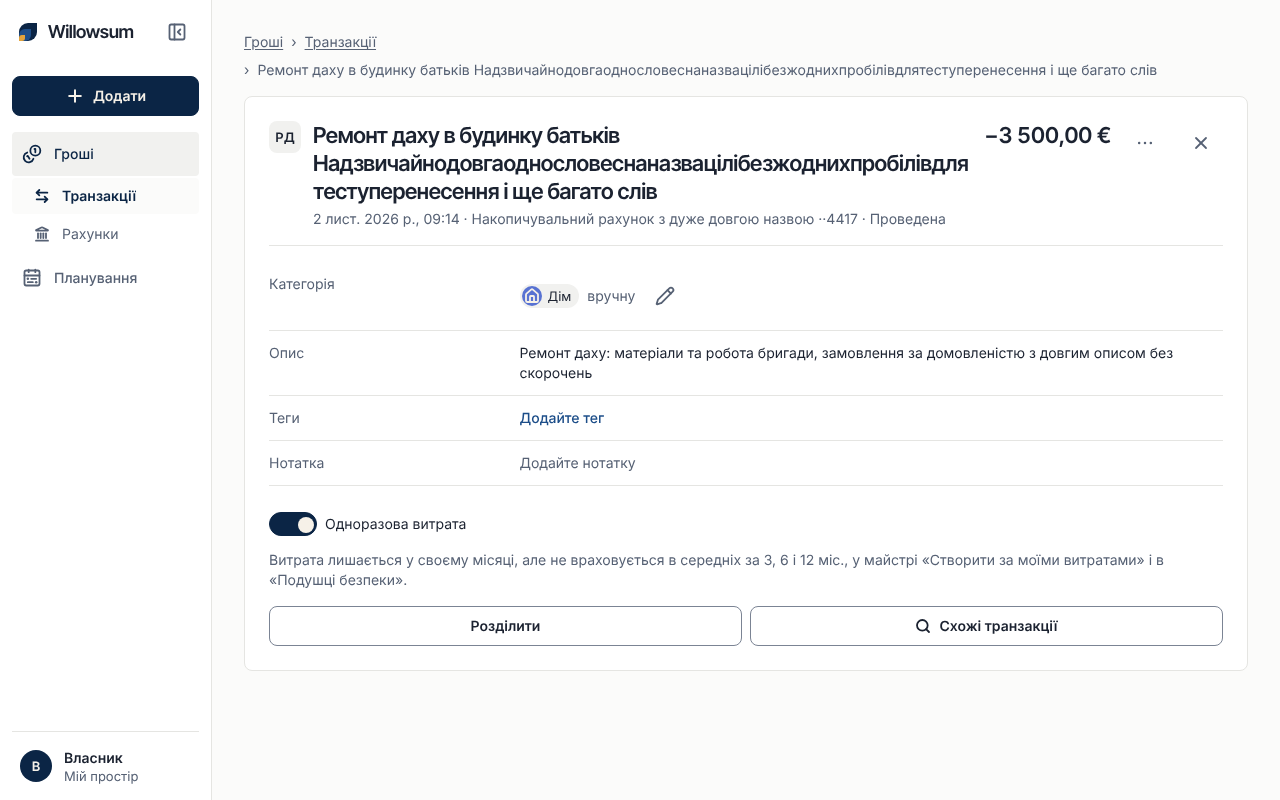 Willowsum
Додати
Гроші
Транзакції
Рахунки
Планування
Власник
В
Мій простір
Гроші › Транзакції
› Ремонт даху в будинку батьків Надзвичайнодовгаоднословеснаназвацілібезжоднихпробілівдлятеступеренесення і ще багато слів
РД
Ремонт даху в будинку батьків
Надзвичайнодовгаоднословеснаназвацілібезжоднихпробілівдля
теступеренесення і ще багато слів
−3 500,00 €
2 лист. 2026 р., 09:14 · Накопичувальний рахунок з дуже довгою назвою ··4417 · Проведена
Категорія
Дім вручну
Опис
Ремонт даху: матеріали та робота бригади, замовлення за домовленістю з довгим описом без
скорочень
Теги
Додайте тег
Нотатка
Додайте нотатку
Одноразова витрата
Витрата лишається у своєму місяці, але не враховується в середніх за 3, 6 і 12 міс., у майстрі «Створити за моїми витратами» і в
«Подушці безпеки».
Розділити
Схожі транзакції